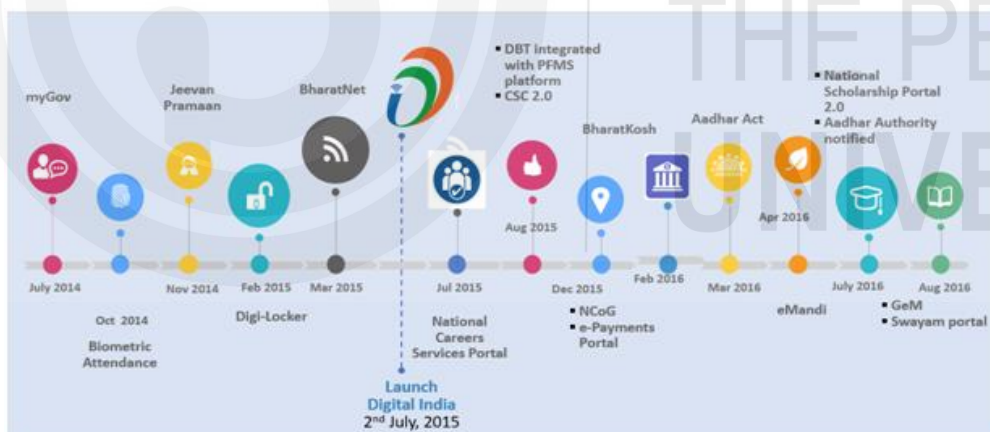 THE PE
UNIVE
myGov
July 2014
Oct 2014
Biometric
Attendance
Jeevan
Pramaan
Nov 2014
Feb 2015
Digi-Locker
BharatNet
Mar 2015
Launch
Digital India
2nd July, 2015
Jul 2015
National
Careers
Services Portal
▪ DBT integrated
with PFMS
platform
▪ CSC 2.0
Aug 2015
Dec 2015
▪ NCoG
▪ e-Payments
Portal
BharatKosh
Feb 2016
Aadhar Act
Mar 2016
Apr 2016
eMandi
▪ National
Scholarship Portal
2.0
▪ Aadhar Authority
notified
July 2016
▪ GeM
▪ Swayam portal
Aug 2016